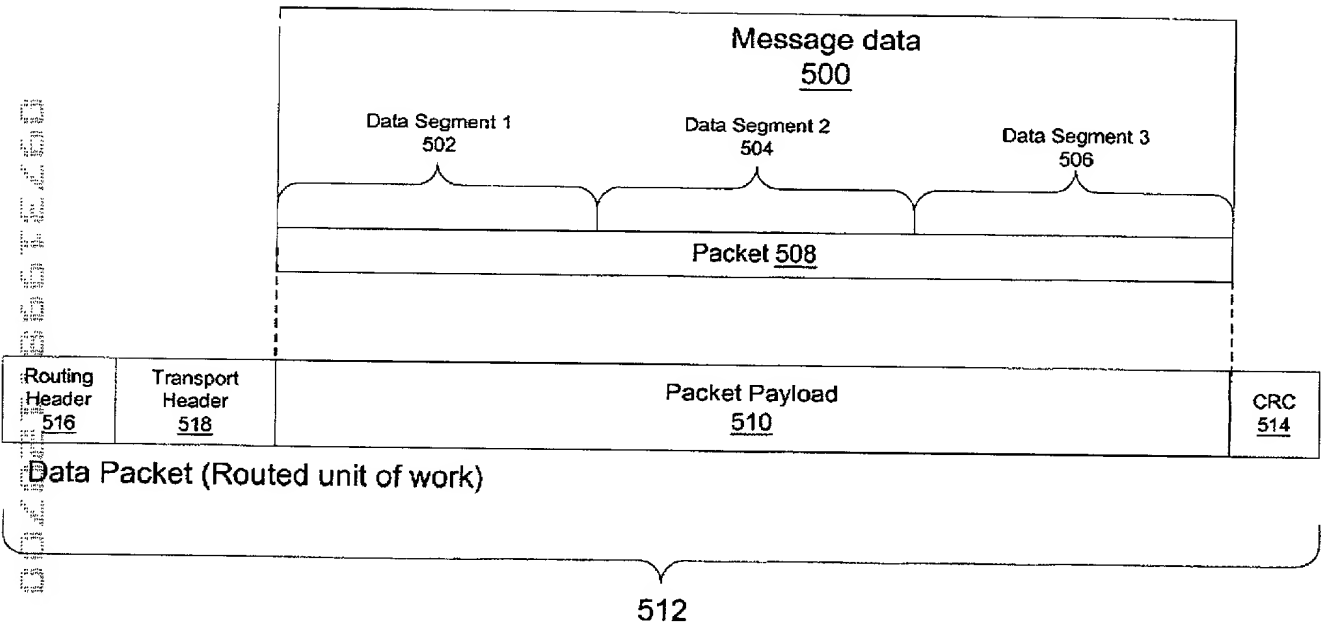 Message data
500
Data Segment 1
502
Data Segment 2
504
Data Segment 3
506
Packet 508
Routing
Header
516
Transport
Header
518
Packet Payload
510
CRC
514
Data Packet (Routed unit of work)
512